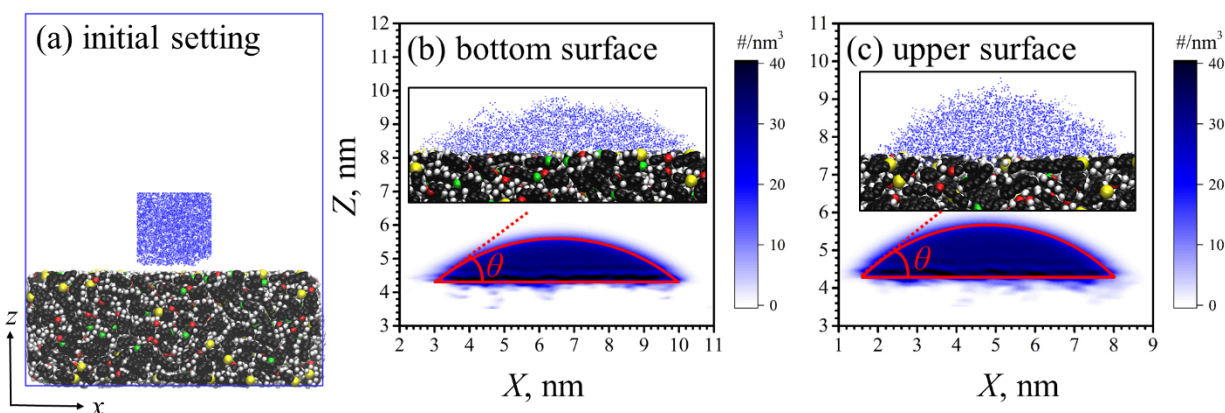 (a) initial setting
z
x
(b) bottom surface
Z, nm
12
11
10
9
8
7
6
5
4
3
θ
2 3 4 5 6 7 8 9 10 11
X, nm
#/nm³
40
30
20
10
0
(c) upper surface
11
10
9
8
7
6
5
4
3
θ
1 2 3 4 5 6 7 8 9
X, nm
#/nm³
40
30
20
10
0